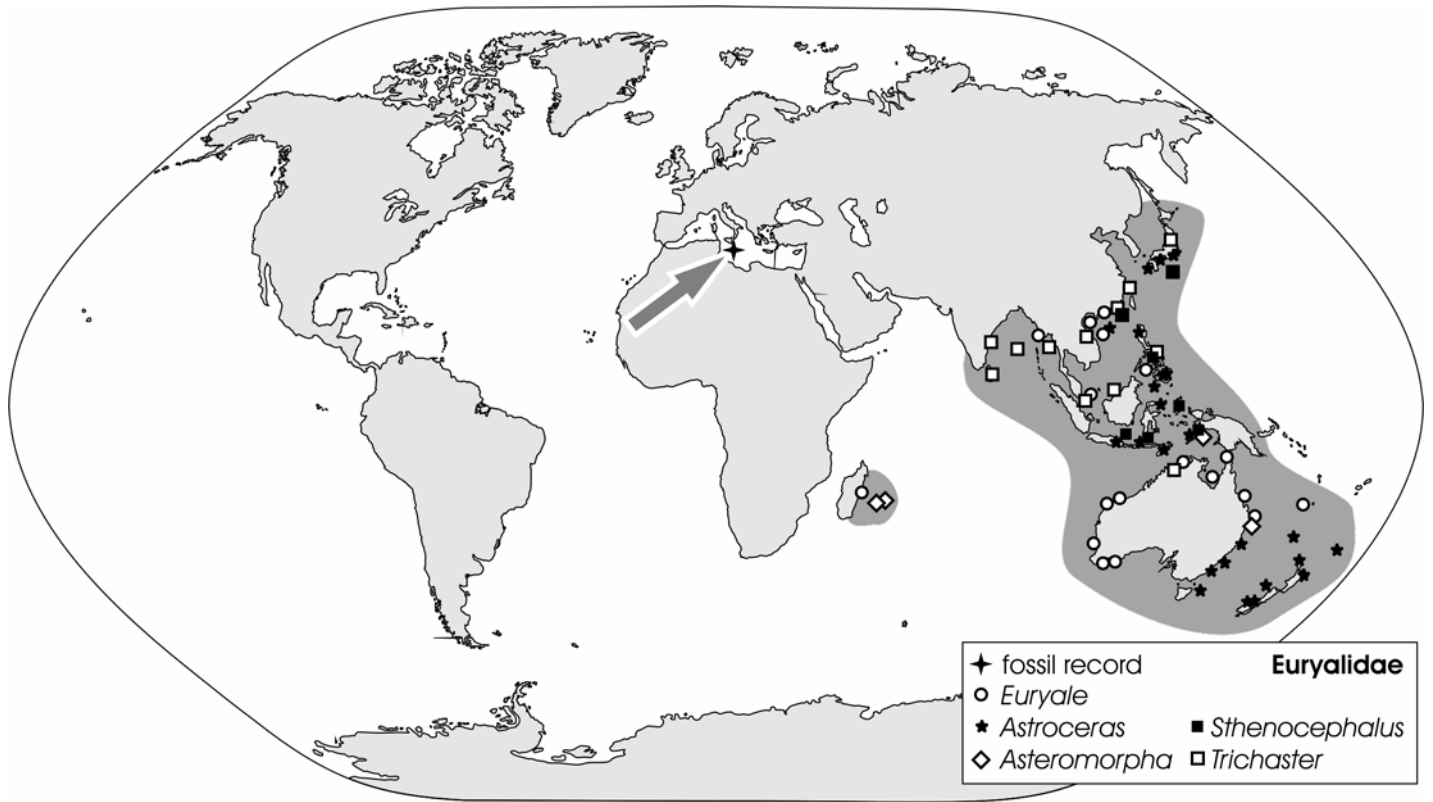 fossil record Euryalidae
Euryale
Astroceras Sthenocephalus
Asteromorpha Trichaster